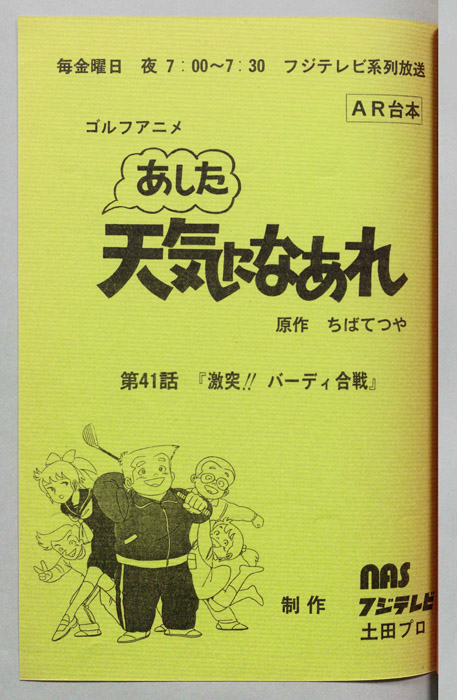 毎金曜日 夜 7:00〜7:30 フジテレビ系列放送
AR台本
ゴルフアニメ
あした
天気になあれ
原作 ちばてつや
第41話 『激突!! バーディ合戦』
nas
制作 フジテレビ
土田プロ